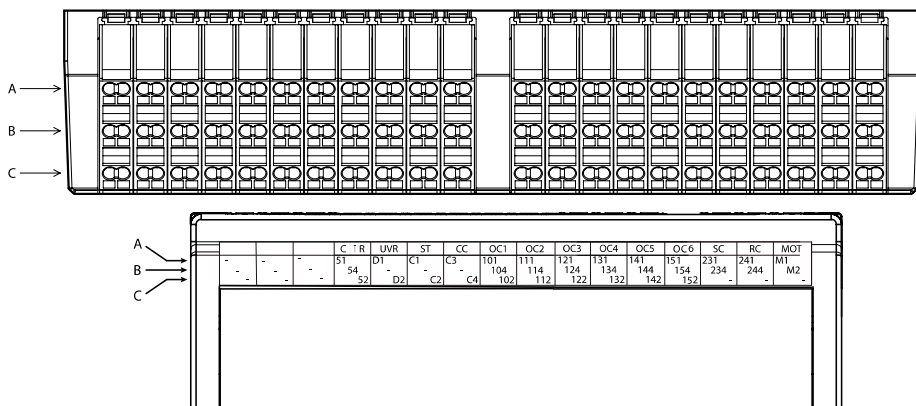 A
B
C
C TR UVR ST CC OC1 OC2 OC3 OC4 OC5 OC6 SC RC MOT
A - - - 51 D1 C1 C3 101 111 121 131 141 151 231 241 M1
B - - - 54 - - - 104 114 124 134 144 154 234 244 M2
C - - - 52 D2 C2 C4 102 112 122 132 142 152 - - -